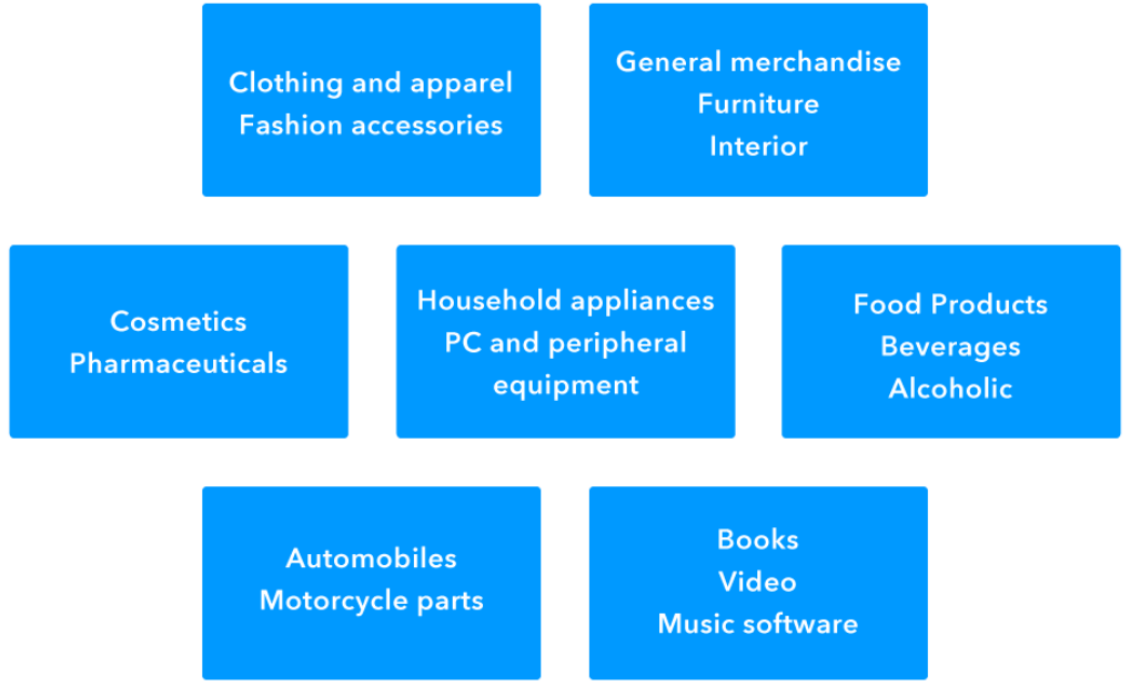 Clothing and apparel
Fashion accessories
General merchandise
Furniture
Interior
Cosmetics
Pharmaceuticals
Household appliances
PC and peripheral
equipment
Food Products
Beverages
Alcoholic
Automobiles
Motorcycle parts
Books
Video
Music software